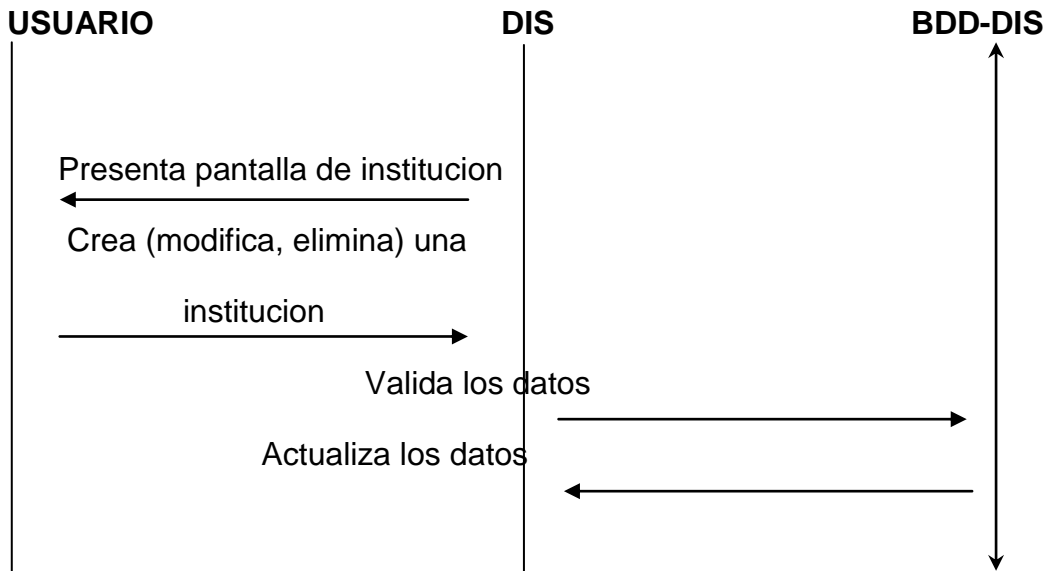 USUARIO DIS BDD-DIS
Presenta pantalla de institucion
Crea (modifica, elimina) una
institucion
Valida los datos
Actualiza los datos